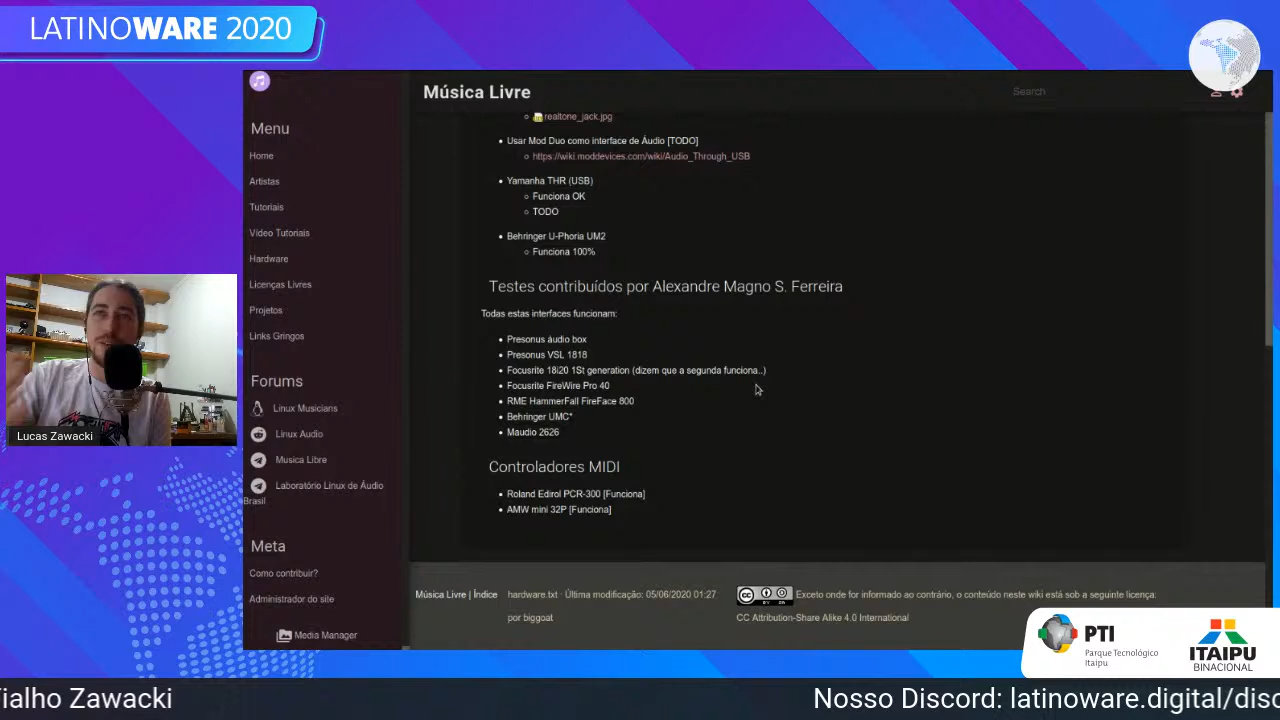 LATINOWARE 2020
Música Livre
Search
Menu
Home
Artistas
Tutoriais
Vídeo Tutoriais
Hardware
Licenças Livres
Projetos
Links Gringos
Forums
Linux Musicians
Linux Audio
Musica Libre
Laboratório Linux de Áudio
Brasil
Meta
Como contribuir?
Administrador do site
Media Manager
realtone_jack.jpg
Usar Mod Duo como interface de Áudio [TODO]
https://wiki.moddevices.com/wiki/Audio_Through_USB
Yamanha THR (USB)
Funciona OK
TODO
Behringer U-Phoria UM2
Funciona 100%
Testes contribuídos por Alexandre Magno S. Ferreira
Todas estas interfaces funcionam:
Presonus áudio box
Presonus VSL 1818
Focusrite 18i20 1St generation (dizem que a segunda funciona..)
Focusrite FireWire Pro 40
RME HammerFall FireFace 800
Behringer UMC*
Maudio 2626
Controladores MIDI
Roland Edirol PCR-300 [Funciona]
AMW mini 32P [Funciona]
Música Livre | Índice
hardware.txt · Última modificação: 05/06/2020 01:27
por biggoat
Exceto onde for informado ao contrário, o conteúdo neste wiki está sob a seguinte licença:
CC Attribution-Share Alike 4.0 International
Lucas Zawacki
PTI
Parque Tecnológico
Itaipu
ITAIPU
BINACIONAL
Fialho Zawacki
Nosso Discord: latinoware.digital/disc